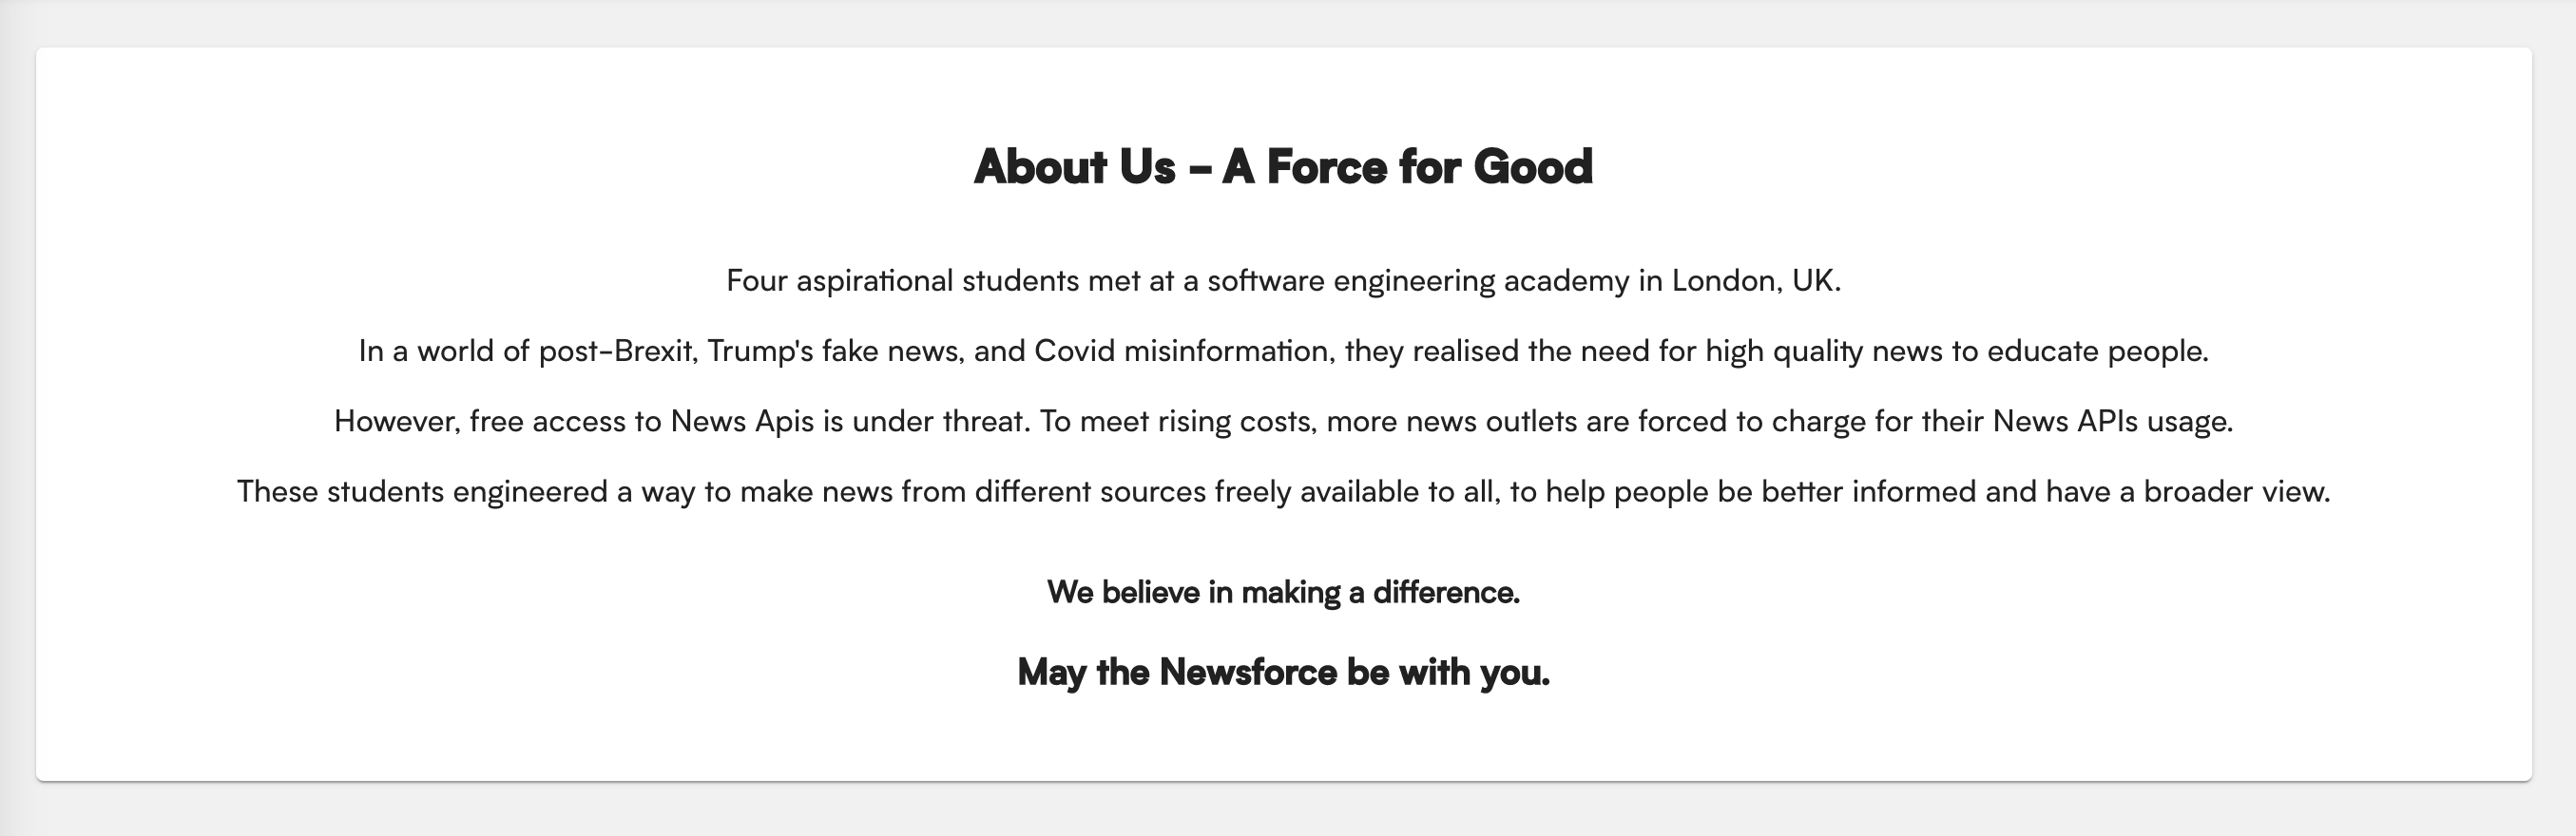 About Us - A Force for Good
Four aspirational students met at a software engineering academy in London, UK.
In a world of post-Brexit, Trump's fake news, and Covid misinformation, they realised the need for high quality news to educate people.
However, free access to News Apis is under threat. To meet rising costs, more news outlets are forced to charge for their News APIs usage.
These students engineered a way to make news from different sources freely available to all, to help people be better informed and have a broader view.
We believe in making a difference.
May the Newsforce be with you.